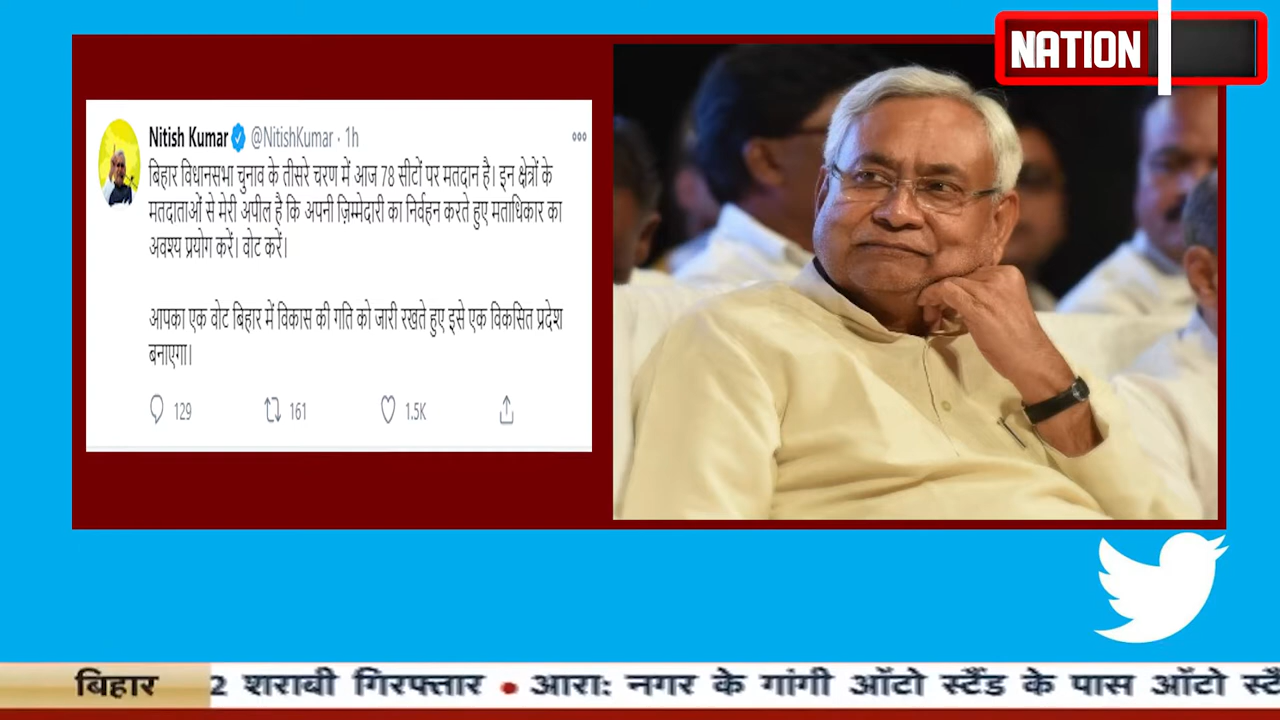 NATION
Nitish Kumar @NitishKumar · 1h
बिहार विधानसभा चुनाव के तीसरे चरण में आज 78 सीटों पर मतदान है। इन क्षेत्रों के
मतदाताओं से मेरी अपील है कि अपनी ज़िम्मेदारी का निर्वहन करते हुए मताधिकार का
अवश्य प्रयोग करें। वोट करें।
आपका एक वोट बिहार में विकास की गति को जारी रखते हुए इसे एक विकसित प्रदेश
बनाएगा।
129 161 1.5K
बिहार 2 शराबी गिरफ्तार • आरा: नगर के गांगी ऑटो स्टैंड के पास ऑटो